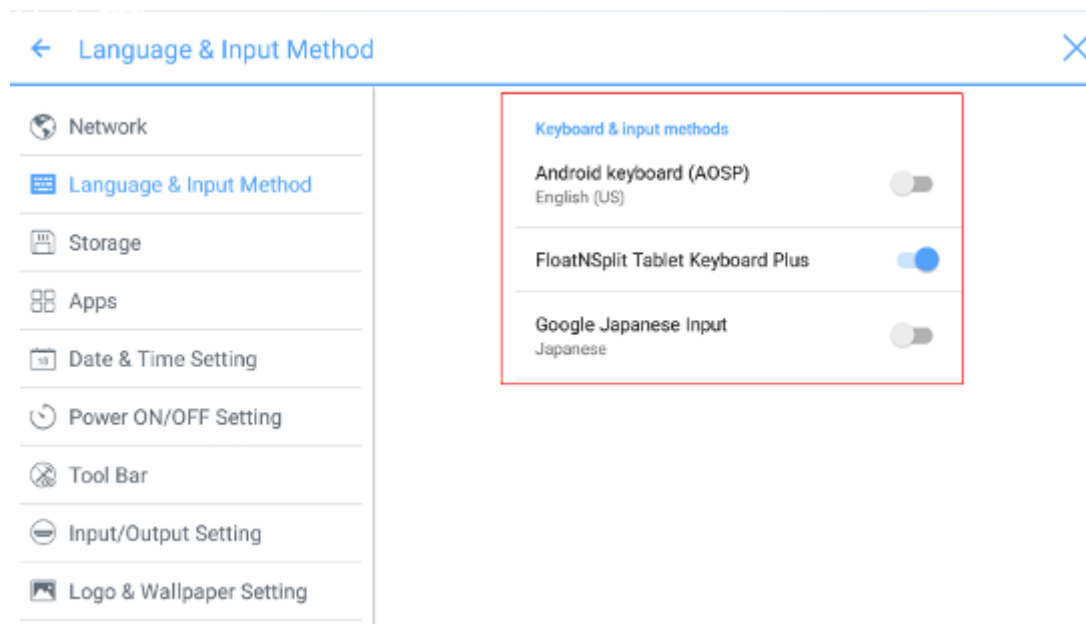 Language & Input Method
Network
Language & Input Method
Storage
Apps
Date & Time Setting
Power ON/OFF Setting
Tool Bar
Input/Output Setting
Logo & Wallpaper Setting
Keyboard & input methods
Android keyboard (AOSP)
English (US)
FloatNSplit Tablet Keyboard Plus
Google Japanese Input
Japanese